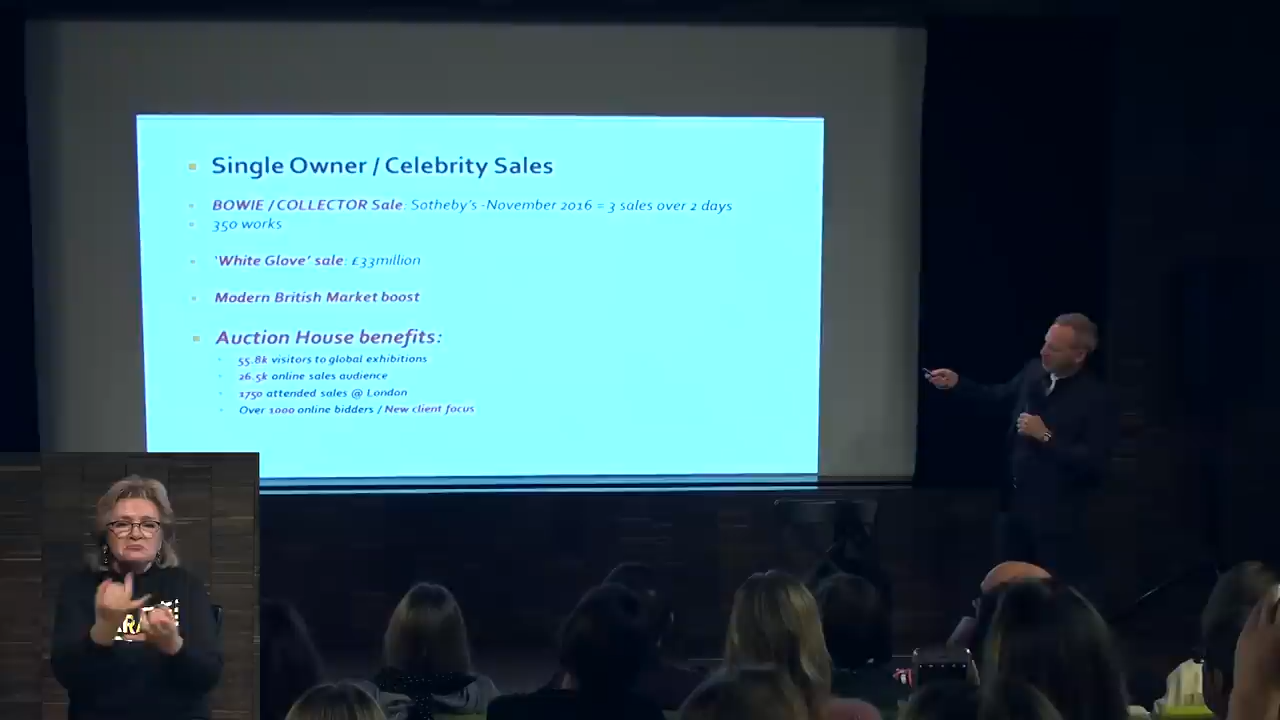 Single Owner / Celebrity Sales
BOWIE / COLLECTOR Sale: Sotheby's -November 2016 = 3 sales over 2 days
350 works
'White Glove' sale: £33million
Modern British Market boost
Auction House benefits:
55.8k visitors to global exhibitions
26.5k online sales audience
1750 attended sales @ London
Over 1000 online bidders / New client focus